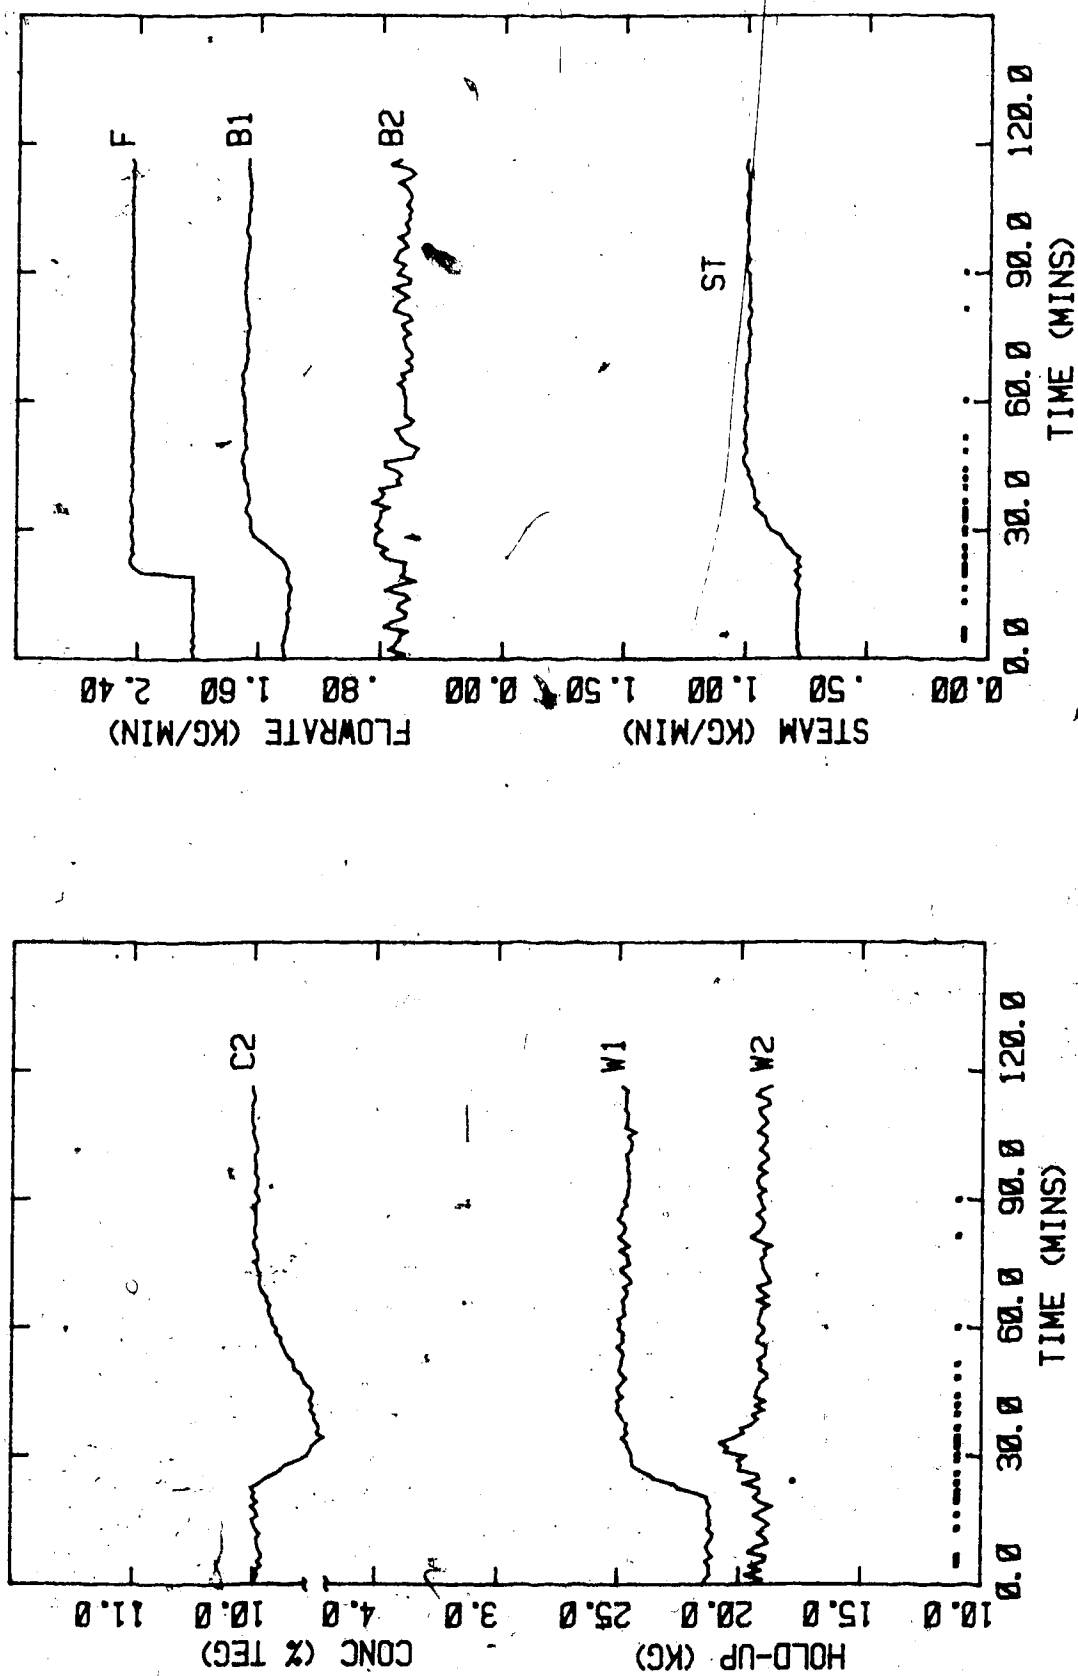 F
B1
B2
ST
2.40
1.60
.80
0.00
FLOWRATE (KG/MIN)
1.50
1.00
.50
0.00
STEAM (KG/MIN)
0.0
30.0
60.0
90.0
120.0
TIME (MINS)
C2
W1
W2
11.0
10.0
4.0
3.0
CONC (% TEG)
25.0
20.0
15.0
10.0
HOLD-UP (KG)
0.0
30.0
60.0
90.0
120.0
TIME (MINS)